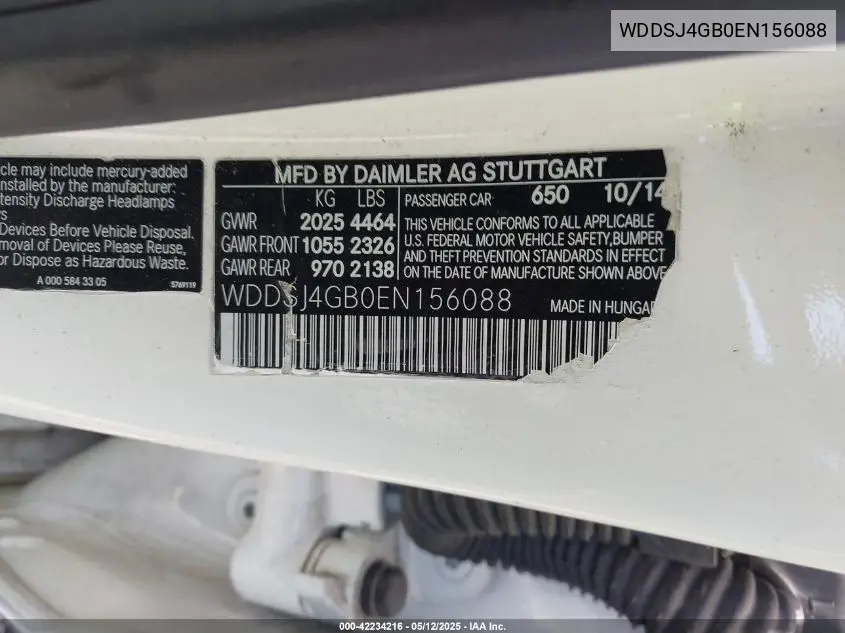 WDDSJ4GB0EN156088
cle may include mercury-added
nstalled by the manufacturer:
tensity Discharge Headlamps
rs
Devices Before Vehicle Disposal.
moval of Devices Please Reuse,
or Dispose as Hazardous Waste.
A 000 584 33 05
5769119
MFD BY DAIMLER AG STUTTGART
KG LBS PASSENGER CAR 650 10/14
GVWR 2025 4464
GAWR FRONT 1055 2326
GAWR REAR 970 2138
THIS VEHICLE CONFORMS TO ALL APPLICABLE
U.S. FEDERAL MOTOR VEHICLE SAFETY, BUMPER
AND THEFT PREVENTION STANDARDS IN EFFECT
ON THE DATE OF MANUFACTURE SHOWN ABOVE
WDDSJ4GB0EN156088
MADE IN HUNGA
000-42234216 - 05/12/2025 - IAA Inc.